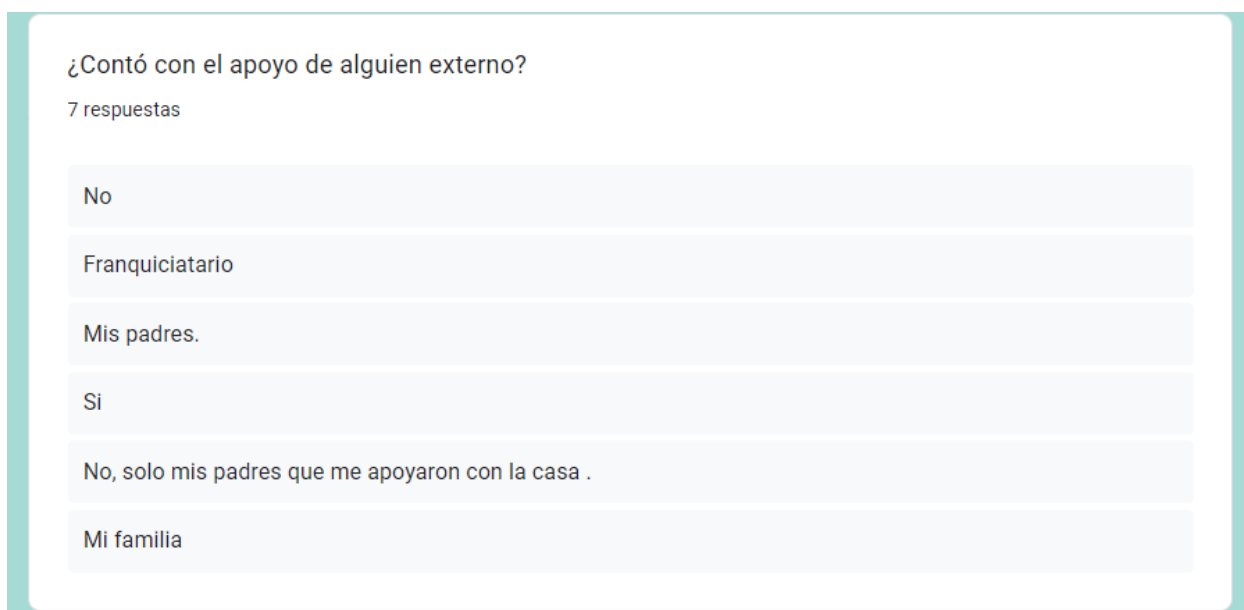 ¿Contó con el apoyo de alguien externo?
7 respuestas
No
Franquiciatario
Mis padres.
Si
No, solo mis padres que me apoyaron con la casa .
Mi familia